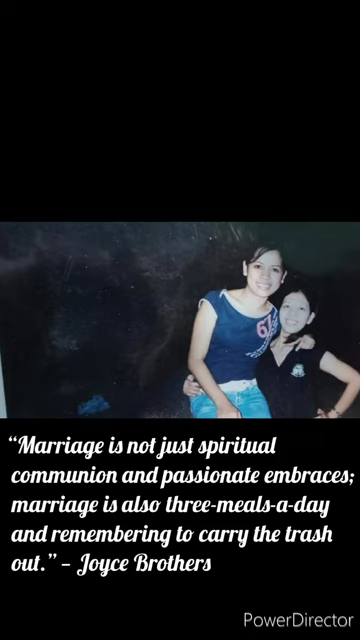 67
“Marriage is not just spiritual
communion and passionate embraces;
marriage is also three-meals-a-day
and remembering to carry the trash
out.” – Joyce Brothers
PowerDirector